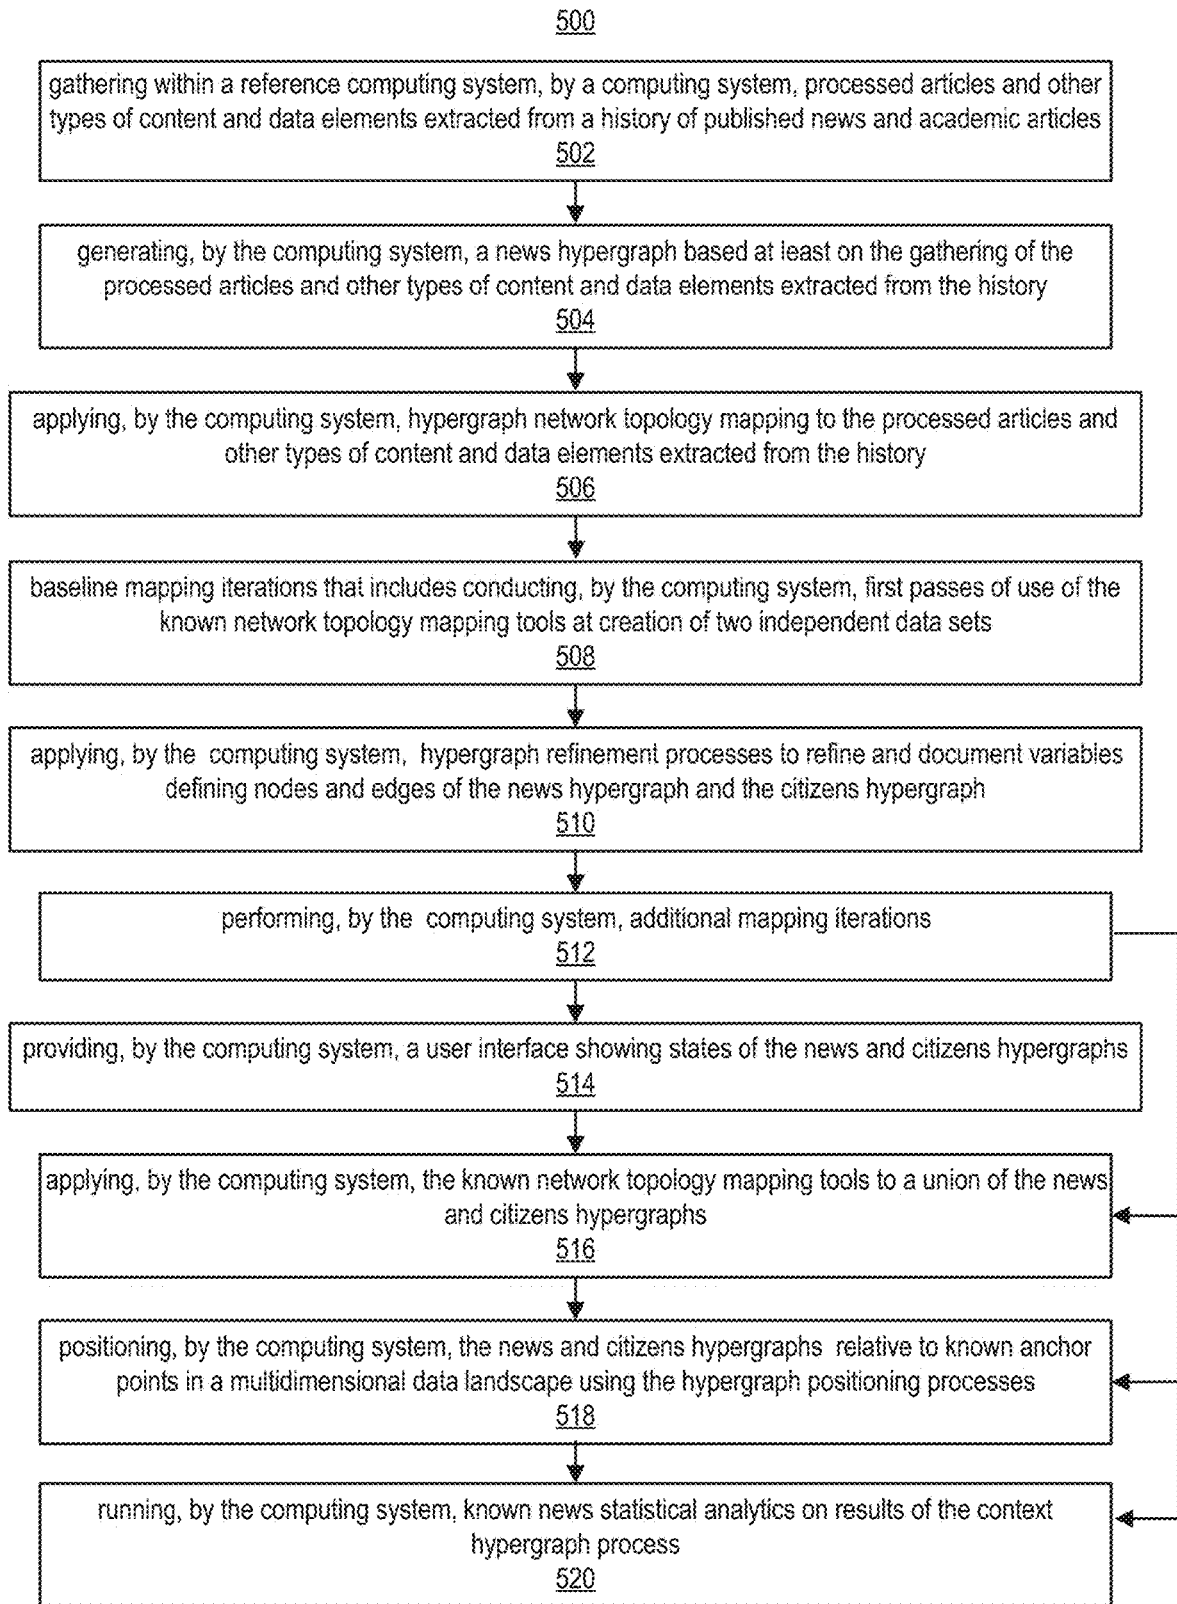 500
gathering within a reference computing system, by a computing system, processed articles and other
types of content and data elements extracted from a history of published news and academic articles
502
generating, by the computing system, a news hypergraph based at least on the gathering of the
processed articles and other types of content and data elements extracted from the history
504
applying, by the computing system, hypergraph network topology mapping to the processed articles and
other types of content and data elements extracted from the history
506
baseline mapping iterations that includes conducting, by the computing system, first passes of use of the
known network topology mapping tools at creation of two independent data sets
508
applying, by the computing system, hypergraph refinement processes to refine and document variables
defining nodes and edges of the news hypergraph and the citizens hypergraph
510
performing, by the computing system, additional mapping iterations
512
providing, by the computing system, a user interface showing states of the news and citizens hypergraphs
514
applying, by the computing system, the known network topology mapping tools to a union of the news
and citizens hypergraphs
516
positioning, by the computing system, the news and citizens hypergraphs relative to known anchor
points in a multidimensional data landscape using the hypergraph positioning processes
518
running, by the computing system, known news statistical analytics on results of the context
hypergraph process
520